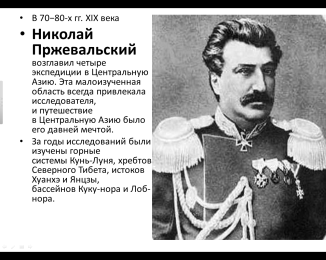 В 70–80-х гг. XIX века
Николай
Пржевальский
возглавил четыре
экспедиции в Центральную
Азию. Эта малоизученная
область всегда привлекала
исследователя,
и путешествие
в Центральную Азию было
его давней мечтой.
За годы исследований были
изучены горные
системы Кунь-Луня, хребтов
Северного Тибета, истоков
Хуанхэ и Янцзы,
бассейнов Куку-нора и Лоб-
нора.